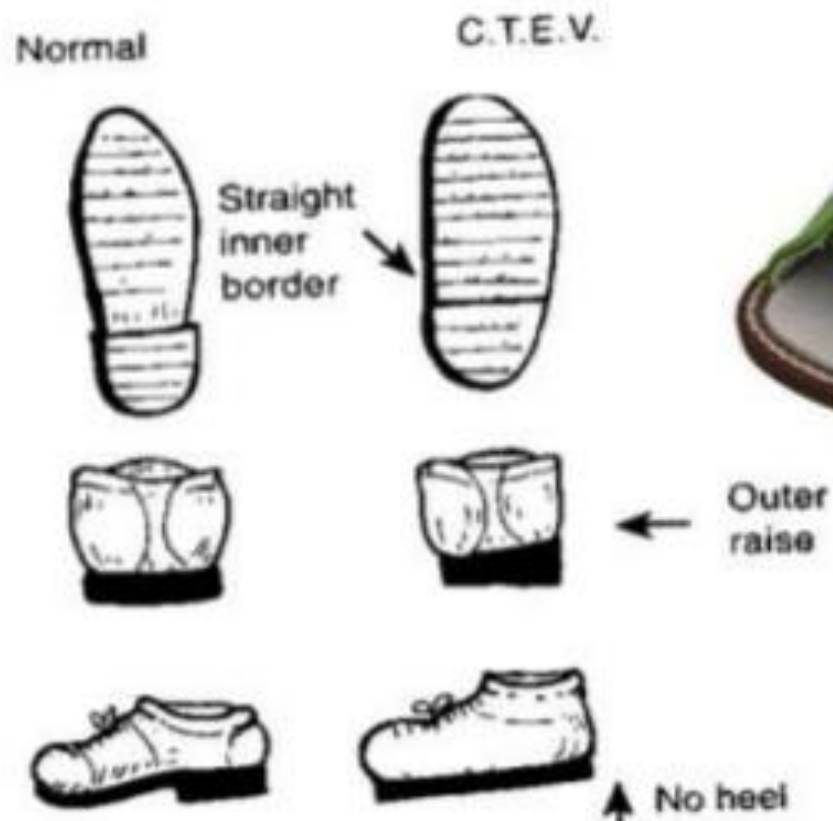 Normal
C.T.E.V.
Straight
inner
border
Outer
raise
No heel